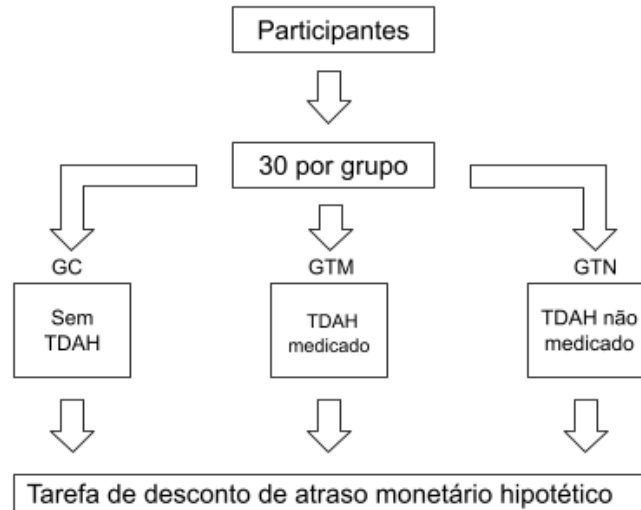 Participantes
30 por grupo
GC
GTM
GTN
Sem
TDAH
TDAH
medicado
TDAH não
medicado
Tarefa de desconto de atraso monetário hipotético